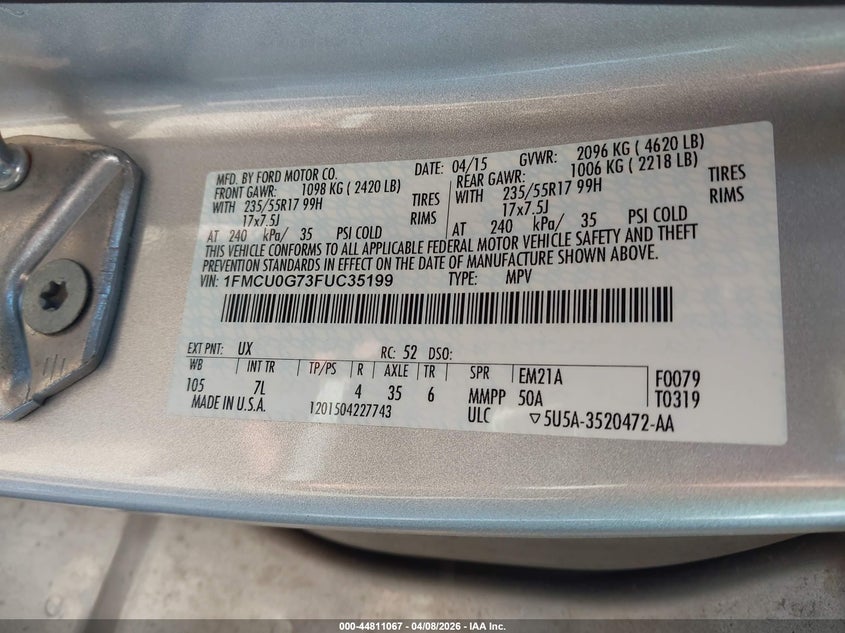 MFD. BY FORD MOTOR CO. DATE: 04/15 GVWR: 2096 KG ( 4620 LB)
FRONT GAWR: 1098 KG ( 2420 LB) REAR GAWR: 1006 KG ( 2218 LB)
WITH 235/55R17 99H TIRES WITH 235/55R17 99H TIRES
17x7.5J RIMS 17x7.5J RIMS
AT 240 kPa/ 35 PSI COLD AT 240 kPa/ 35 PSI COLD
THIS VEHICLE CONFORMS TO ALL APPLICABLE FEDERAL MOTOR VEHICLE SAFETY AND THEFT
PREVENTION STANDARDS IN EFFECT ON THE DATE OF MANUFACTURE SHOWN ABOVE.
VIN: 1FMCU0G73FUC35199 TYPE: MPV
EXT PNT: UX RC: 52 DSO:
WB INT TR TP/PS R AXLE TR SPR EM21A F0079
105 7L 4 35 6 MMPP 50A T0319
MADE IN U.S.A. 1201504227743 ULC ▽5U5A-3520472-AA
000-44811067 - 04/08/2026 - IAA Inc.